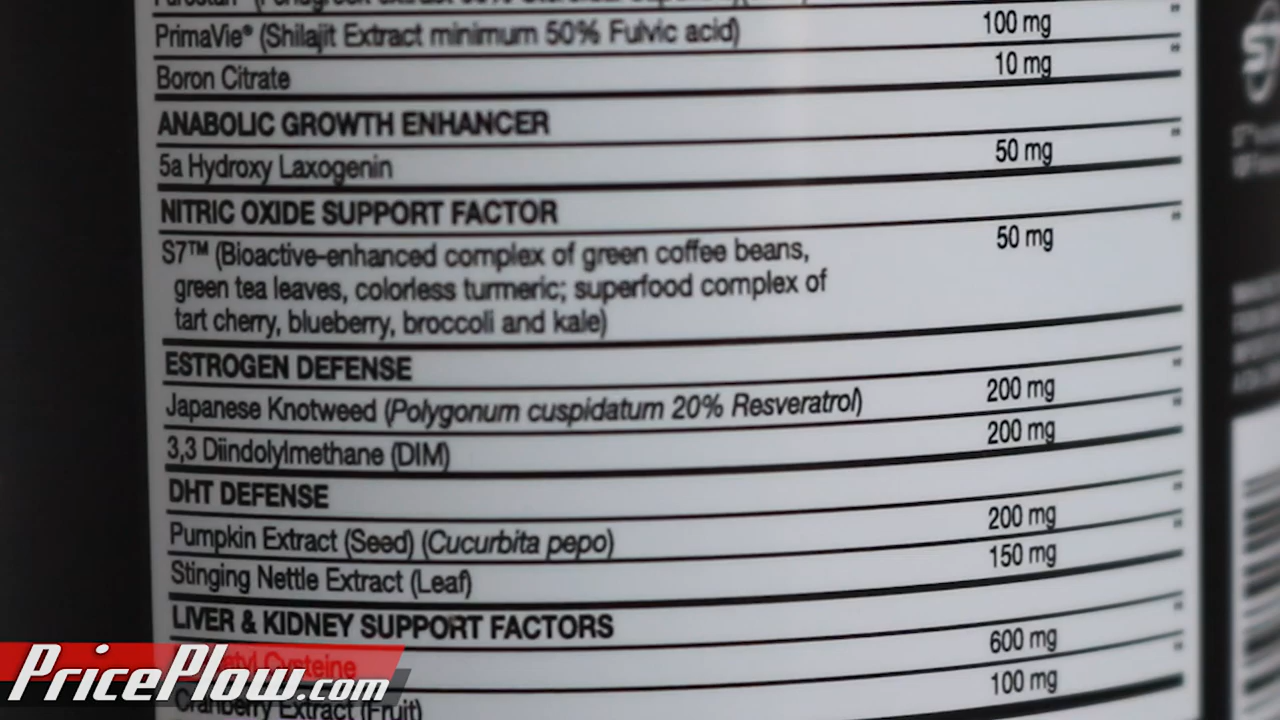 PrimaVie® (Shilajit Extract minimum 50% Fulvic acid) 100 mg "
Boron Citrate 10 mg "
ANABOLIC GROWTH ENHANCER
5a Hydroxy Laxogenin 50 mg "
NITRIC OXIDE SUPPORT FACTOR
S7™ (Bioactive-enhanced complex of green coffee beans, 50 mg "
green tea leaves, colorless turmeric; superfood complex of
tart cherry, blueberry, broccoli and kale)
ESTROGEN DEFENSE
Japanese Knotweed (Polygonum cuspidatum 20% Resveratrol) 200 mg "
3,3 Diindolylmethane (DIM) 200 mg "
DHT DEFENSE
Pumpkin Extract (Seed) (Cucurbita pepo) 200 mg "
Stinging Nettle Extract (Leaf) 150 mg "
LIVER & KIDNEY SUPPORT FACTORS
Cysteine 600 mg "
Cranberry Extract (Fruit) 100 mg "
PricePlow.com